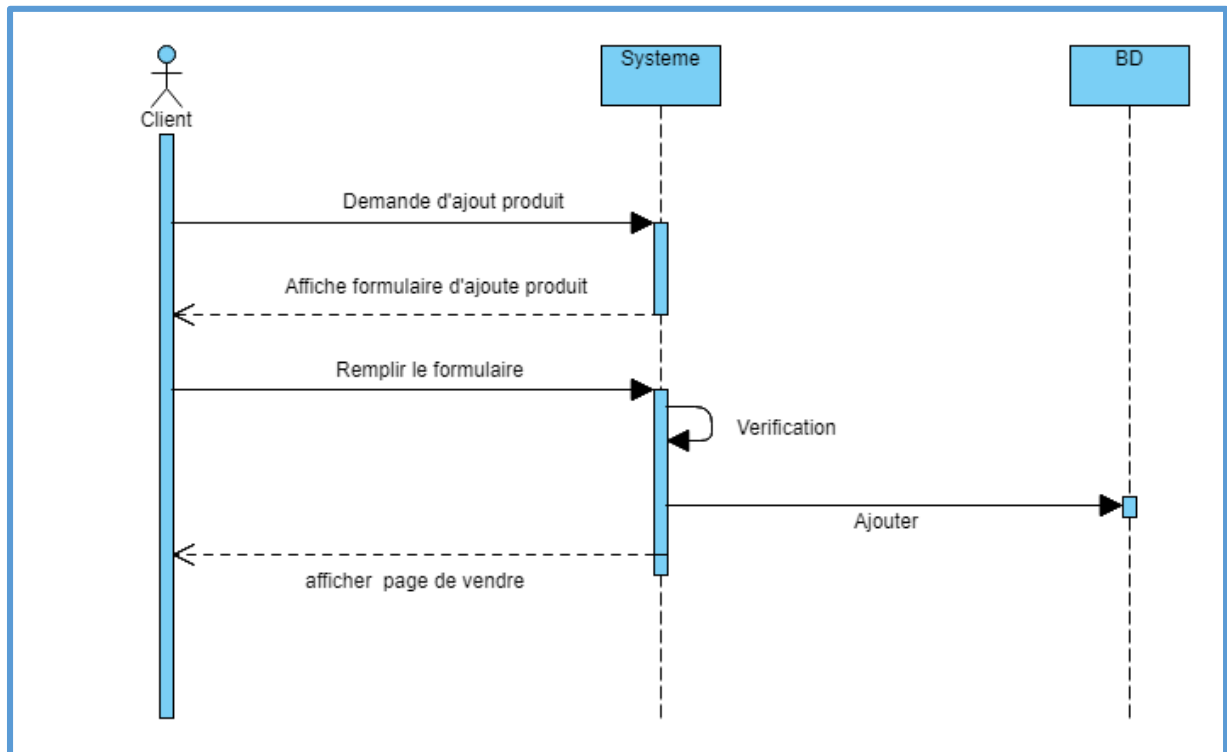 Systeme
BD
Client
Demande d'ajout produit
Affiche formulaire d'ajoute produit
Remplir le formulaire
Verification
Ajouter
afficher page de vendre